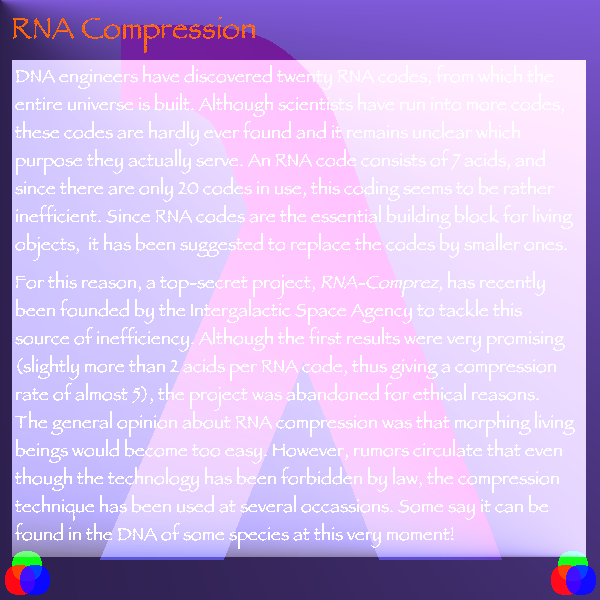 RNA Compression
DNA engineers have discovered twenty RNA codes, from which the
entire universe is built. Although scientists have run into more codes,
these codes are hardly ever found and it remains unclear which
purpose they actually serve. An RNA code consists of 7 acids, and
since there are only 20 codes in use, this coding seems to be rather
inefficient. Since RNA codes are the essential building block for living
objects, it has been suggested to replace the codes by smaller ones.
For this reason, a top-secret project, RNA-Comprez, has recently
been founded by the Intergalactic Space Agency to tackle this
source of inefficiency. Although the first results were very promising
(slightly more than 2 acids per RNA code, thus giving a compression
rate of almost 5), the project was abandoned for ethical reasons.
The general opinion about RNA compression was that morphing living
beings would become too easy. However, rumors circulate that even
though the technology has been forbidden by law, the compression
technique has been used at several occassions. Some say it can be
found in the DNA of some species at this very moment!